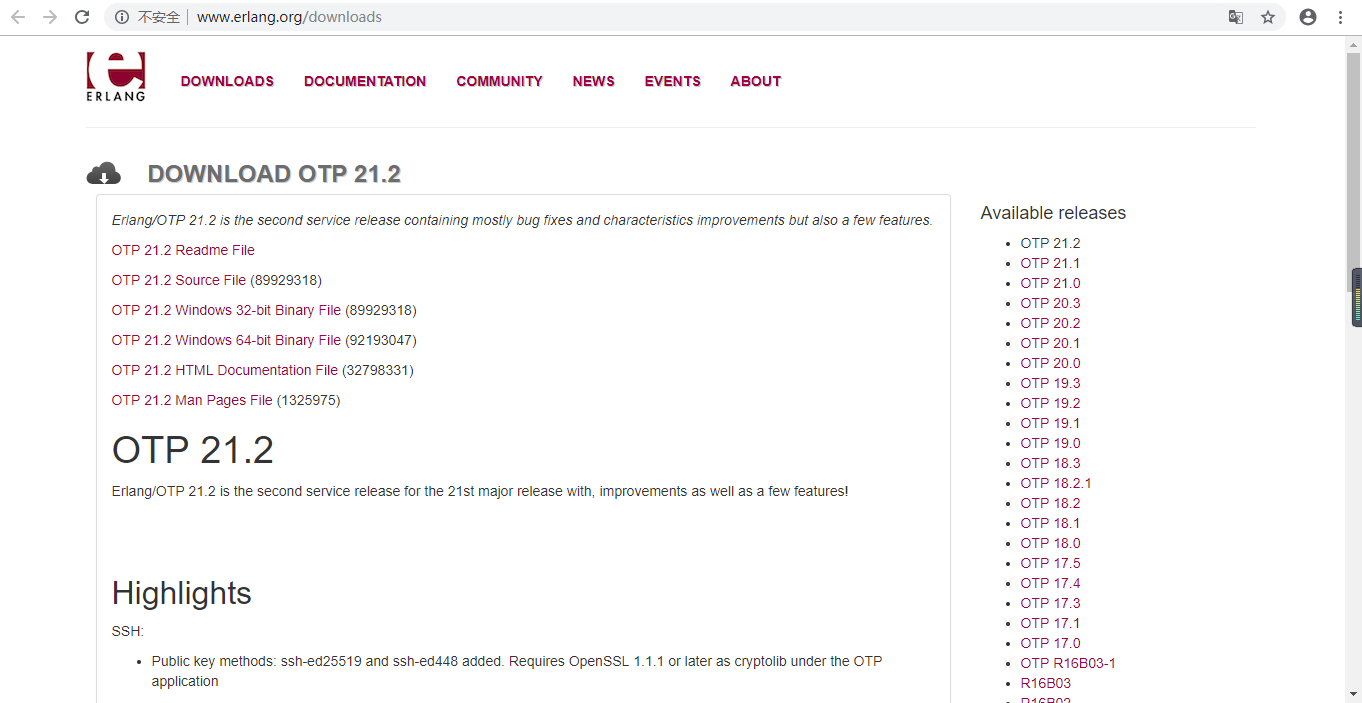 不安全 | www.erlang.org/downloads
ERLANG
DOWNLOADS DOCUMENTATION COMMUNITY NEWS EVENTS ABOUT
DOWNLOAD OTP 21.2
Erlang/OTP 21.2 is the second service release containing mostly bug fixes and characteristics improvements but also a few features.
OTP 21.2 Readme File
OTP 21.2 Source File (89929318)
OTP 21.2 Windows 32-bit Binary File (89929318)
OTP 21.2 Windows 64-bit Binary File (92193047)
OTP 21.2 HTML Documentation File (32798331)
OTP 21.2 Man Pages File (1325975)
OTP 21.2
Erlang/OTP 21.2 is the second service release for the 21st major release with, improvements as well as a few features!
Highlights
SSH:
Public key methods: ssh-ed25519 and ssh-ed448 added. Requires OpenSSL 1.1.1 or later as cryptolib under the OTP
application
Available releases
OTP 21.2
OTP 21.1
OTP 21.0
OTP 20.3
OTP 20.2
OTP 20.1
OTP 20.0
OTP 19.3
OTP 19.2
OTP 19.1
OTP 19.0
OTP 18.3
OTP 18.2.1
OTP 18.2
OTP 18.1
OTP 18.0
OTP 17.5
OTP 17.4
OTP 17.3
OTP 17.1
OTP 17.0
OTP R16B03-1
R16B03
R16B02